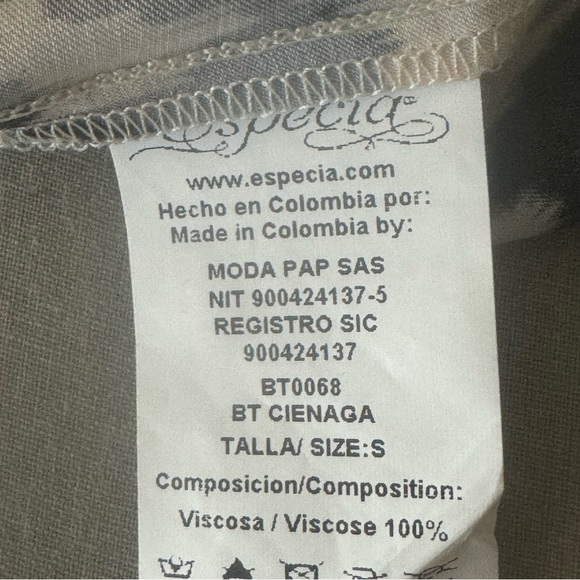 Especia
www.especia.com
Hecho en Colombia por:
Made in Colombia by:
MODA PAP SAS
NIT 900424137-5
REGISTRO SIC
900424137
BT0068
BT CIENAGA
TALLA/ SIZE:S
Composicion/Composition:
Viscosa / Viscose 100%